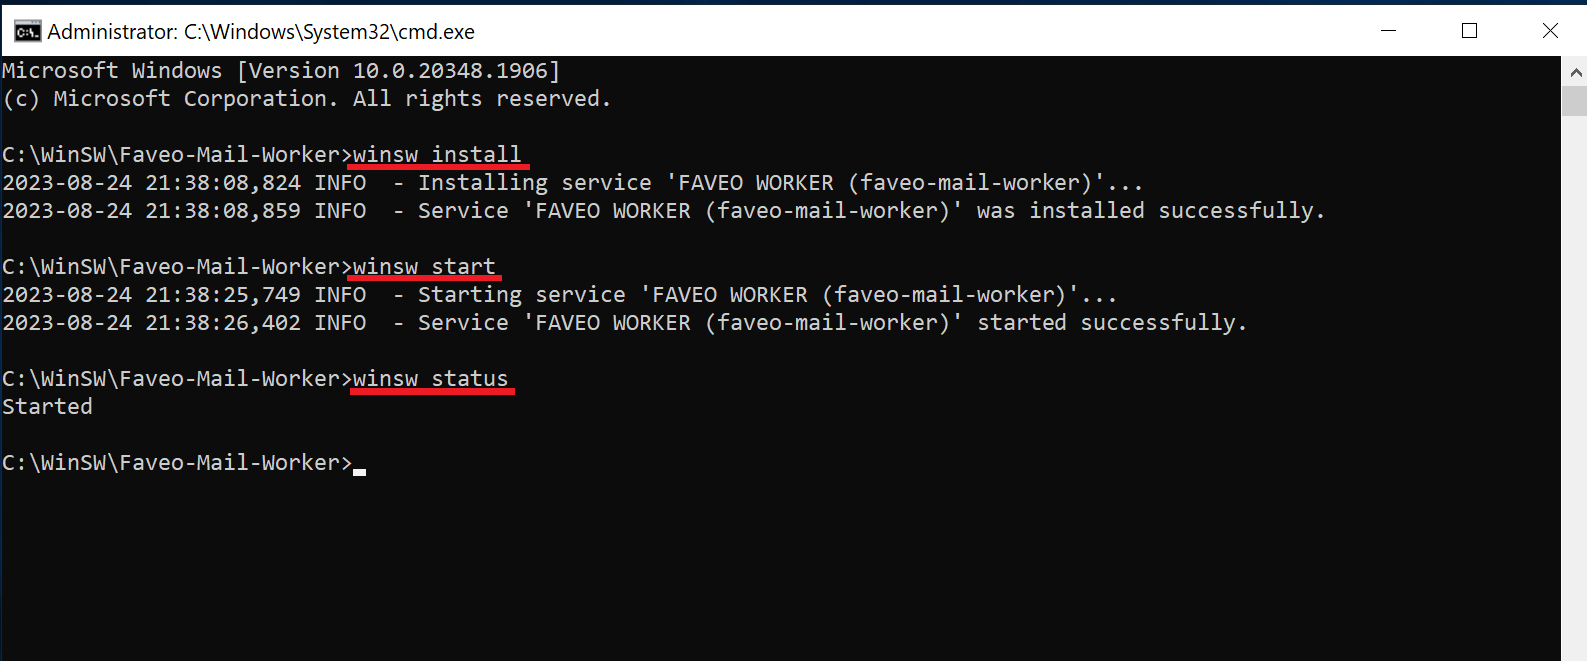 Administrator: C:\Windows\System32\cmd.exe
Microsoft Windows [Version 10.0.20348.1906]
(c) Microsoft Corporation. All rights reserved.
C:\WinSW\Faveo-Mail-Worker>winsw install
2023-08-24 21:38:08,824 INFO  - Installing service 'FAVEO WORKER (faveo-mail-worker)'...
2023-08-24 21:38:08,859 INFO  - Service 'FAVEO WORKER (faveo-mail-worker)' was installed successfully.
C:\WinSW\Faveo-Mail-Worker>winsw start
2023-08-24 21:38:25,749 INFO  - Starting service 'FAVEO WORKER (faveo-mail-worker)'...
2023-08-24 21:38:26,402 INFO  - Service 'FAVEO WORKER (faveo-mail-worker)' started successfully.
C:\WinSW\Faveo-Mail-Worker>winsw status
Started
C:\WinSW\Faveo-Mail-Worker>